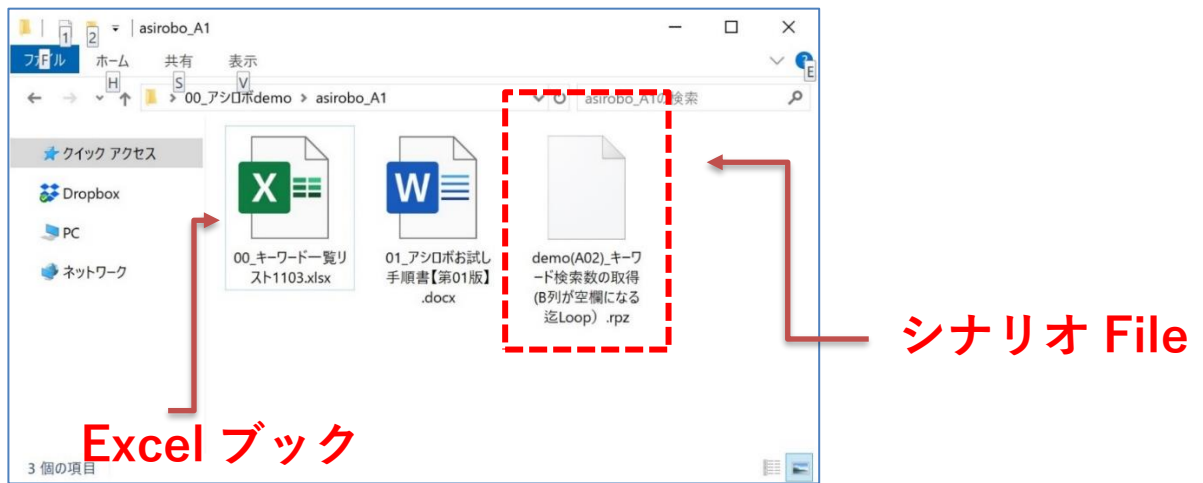 1 2 asirobo_A1
ファイル ホーム 共有 表示
F H S V E
00_アシロボdemo > asirobo_A1 asirobo_A1の検索
クイック アクセス
Dropbox
PC
ネットワーク
00_キーワード一覧リ
スト1103.xlsx
01_アシロボお試し
手順書【第01版】
.docx
demo(A02)_キーワ
ード検索数の取得
(B列が空欄になる
迄Loop）.rpz
シナリオ File
Excel ブック
3 個の項目